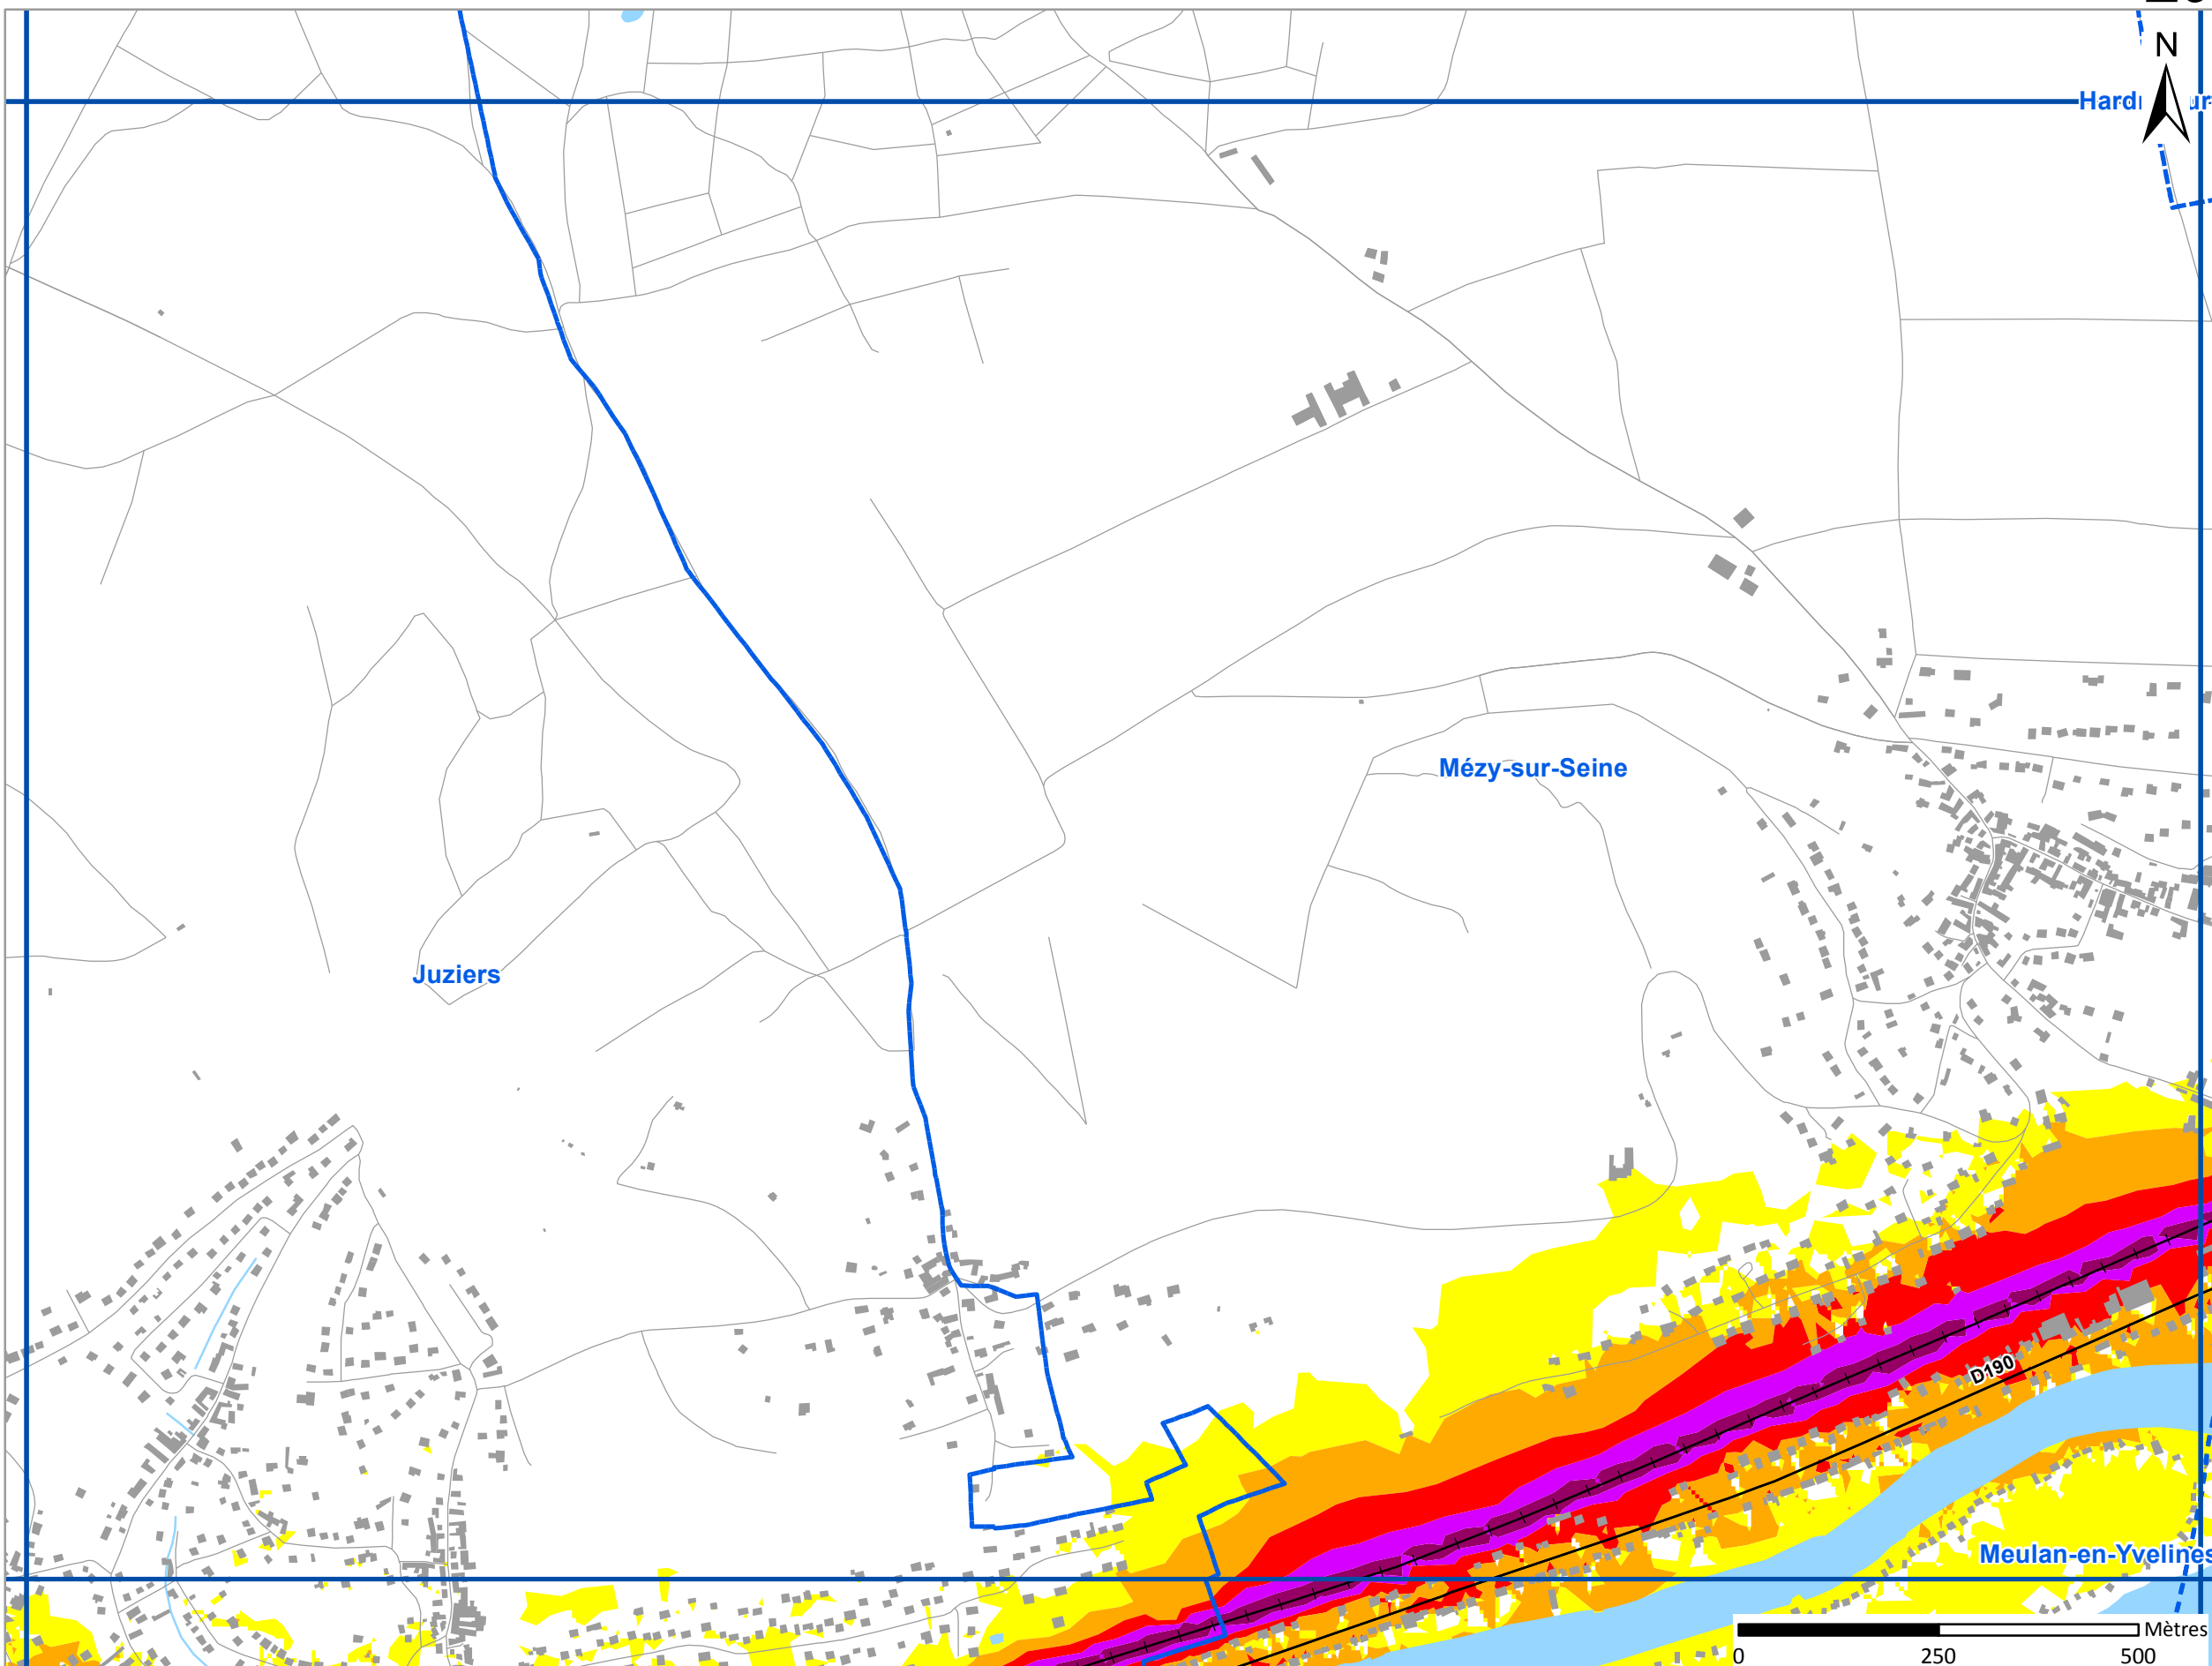 N
Mézy-sur-Seine
Juziers
D190
Meulan-en-Yvelines
Mètres
0 250 500